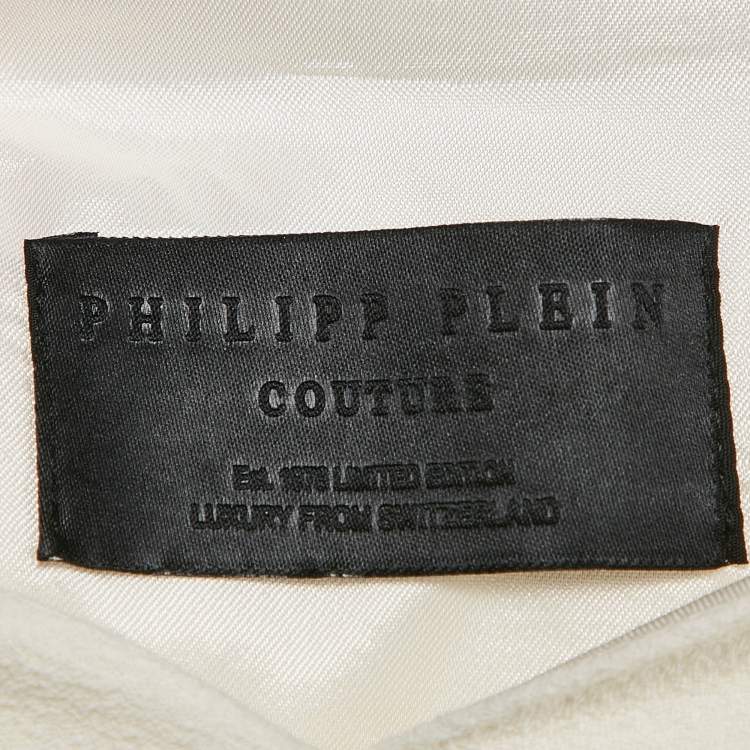 PHILIPP PLEIN
COUTURE
Est. 1978 LIMITED EDITION
LUXURY FROM SWITZERLAND